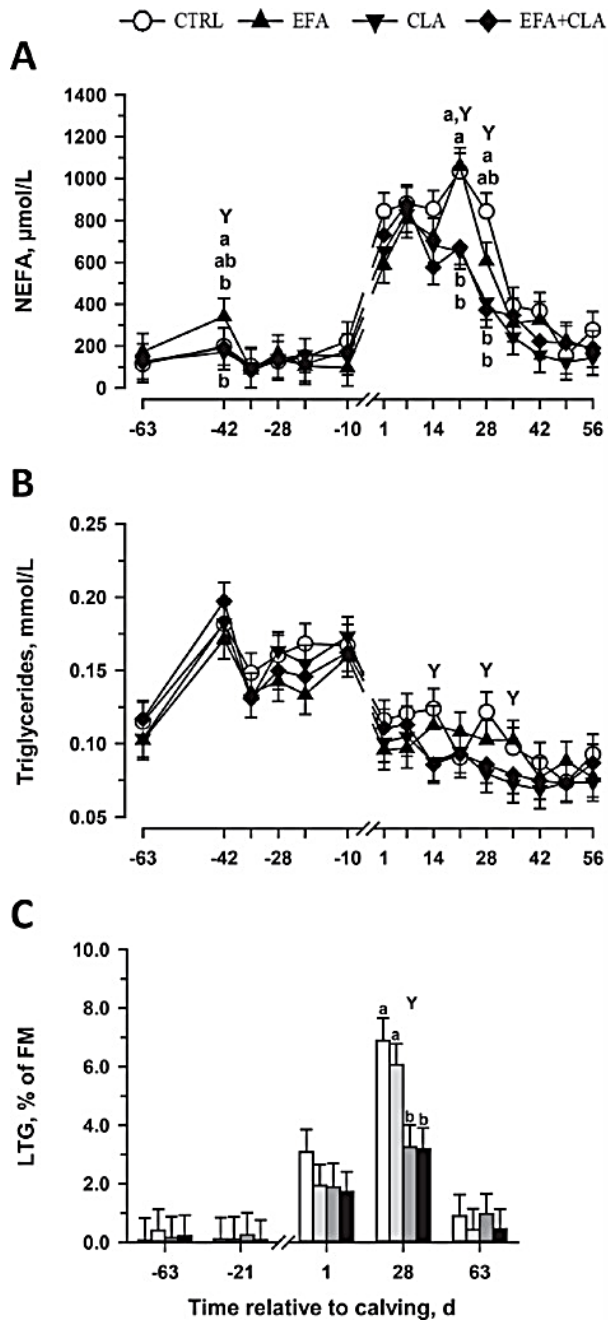 CTRL EFA CLA EFA+CLA
A
NEFA, µmol/L
1400
1200
1000
800
600
400
200
0
Y
a
ab
b
b
a,Y
a
b
b
Y
a
ab
b
b
-63 -42 -28 -10 1 14 28 42 56
B
Triglycerides, mmol/L
0.25
0.20
0.15
0.10
0.05
Y Y Y
-63 -42 -28 -10 1 14 28 42 56
C
LTG, % of FM
10.0
8.0
6.0
4.0
2.0
0.0
a a Y
b b
-63 -21 1 28 63
Time relative to calving, d